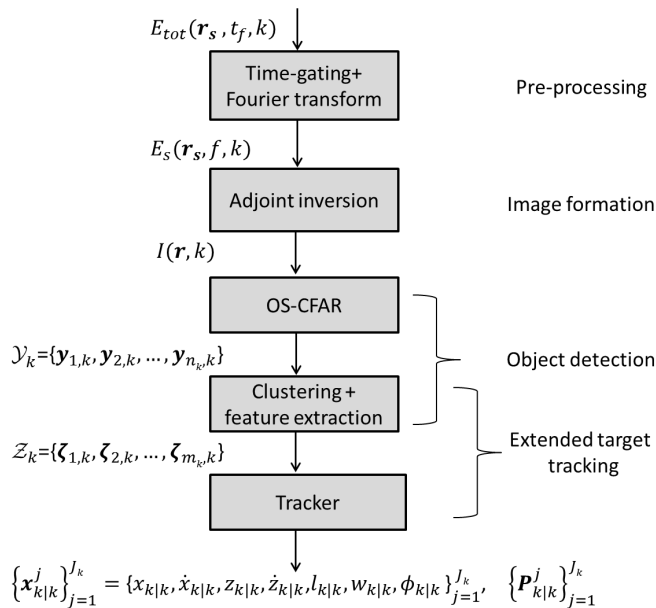 E_{tot}(r_s, t_f, k)
Time-gating+
Fourier transform
Pre-processing
E_s(r_s, f, k)
Adjoint inversion
Image formation
I(r, k)
OS-CFAR
𝒴_k={y_{1,k}, y_{2,k}, …, y_{n_k,k}}
Object detection
Clustering +
feature extraction
Extended target
tracking
𝒵_k={ζ_{1,k}, ζ_{2,k}, …, ζ_{m_k,k}}
Tracker
{x^j_{k|k}}^{J_k}_{j=1} = {x_{k|k}, ẋ_{k|k}, z_{k|k}, ż_{k|k}, l_{k|k}, w_{k|k}, ϕ_{k|k}}^{J_k}_{j=1}, {P^j_{k|k}}^{J_k}_{j=1}